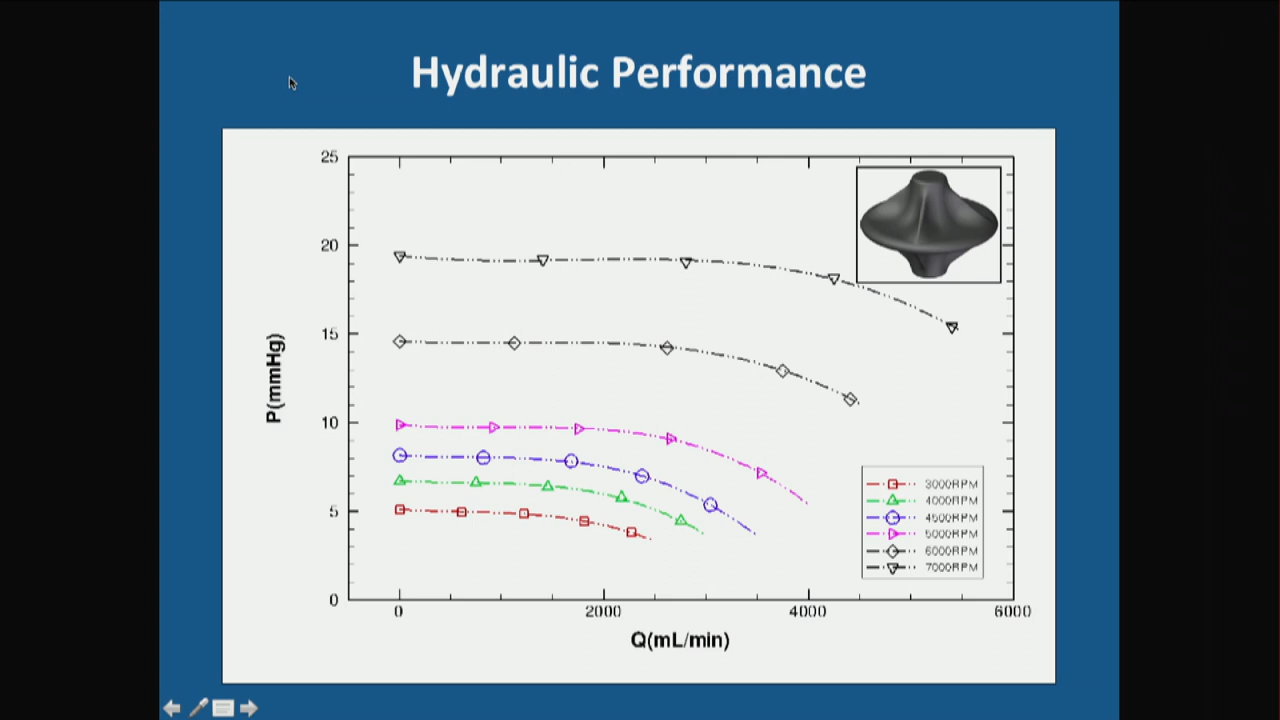 Hydraulic Performance
25
20
15
10
5
0
P(mmHg)
0 2000 4000 6000
Q(mL/min)
3000RPM
4000RPM
4500RPM
5000RPM
6000RPM
7000RPM